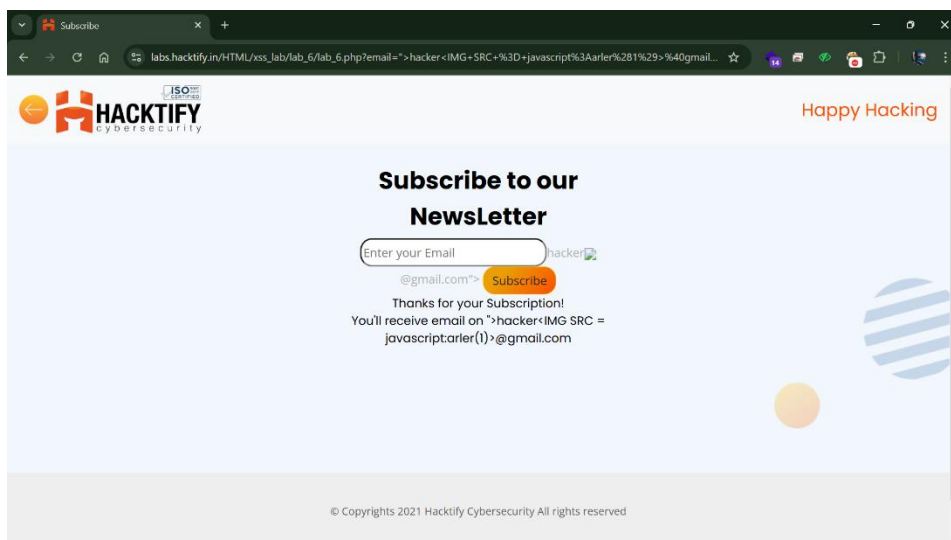 Subscribe
labs.hacktify.in/HTML/xss_lab/lab_6/lab_6.php?email=">hacker<IMG+SRC+%3D+javascript%3Aarler%281%29>%40gmail...
14
ISO
CERTIFIED
HACKTIFY
cybersecurity
Happy Hacking
Subscribe to our
NewsLetter
Enter your Email hacker
@gmail.com"> Subscribe
Thanks for your Subscription!
You'll receive email on ">hacker<IMG SRC =
javascript:arler(1)>@gmail.com
© Copyrights 2021 Hacktify Cybersecurity All rights reserved